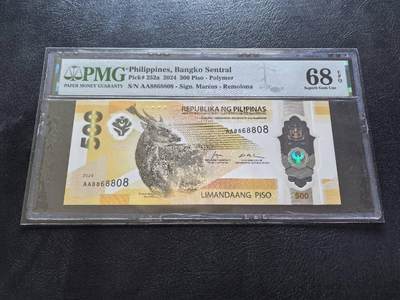 PMG
PAPER MONEY GUARANTY
Philippines, Bangko Sentral
Pick# 252a 2024 500 Piso - Polymer
S/N AA8868808 - Sign. Marcos - Remolona
68 EPQ
Superb Gem Unc
500
REPUBLIKA NG PILIPINAS
AA8868808
2024
AA8868808
LIMANDAANG PISO
500